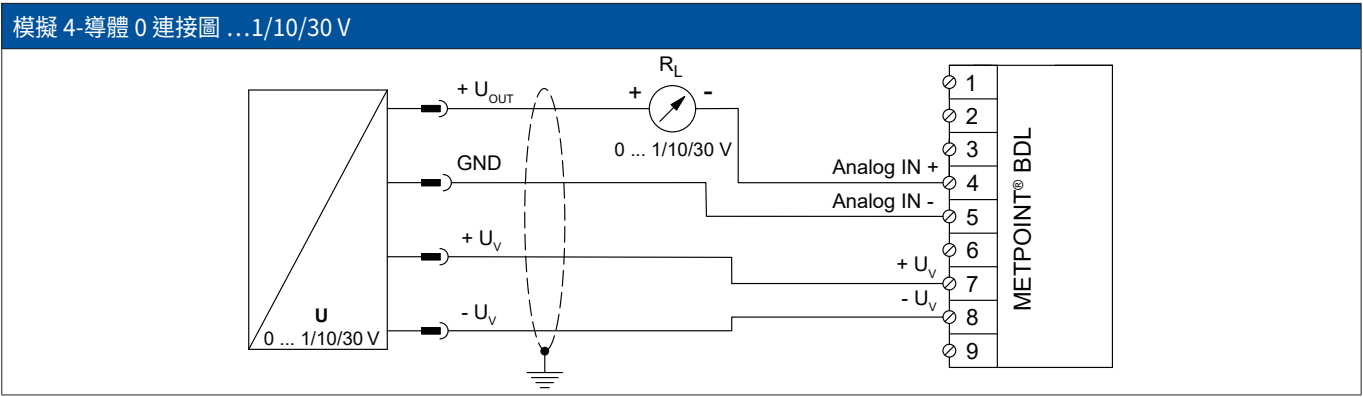 模擬 4-導體 0 連接圖 …1/10/30 V
R_L
+ U_OUT
+ -
0 ... 1/10/30 V
GND
Analog IN +
Analog IN -
+ U_V
+ U_V
- U_V
- U_V
U
0 ... 1/10/30 V
1
2
3
4
5
6
7
8
9
METPOINT® BDL